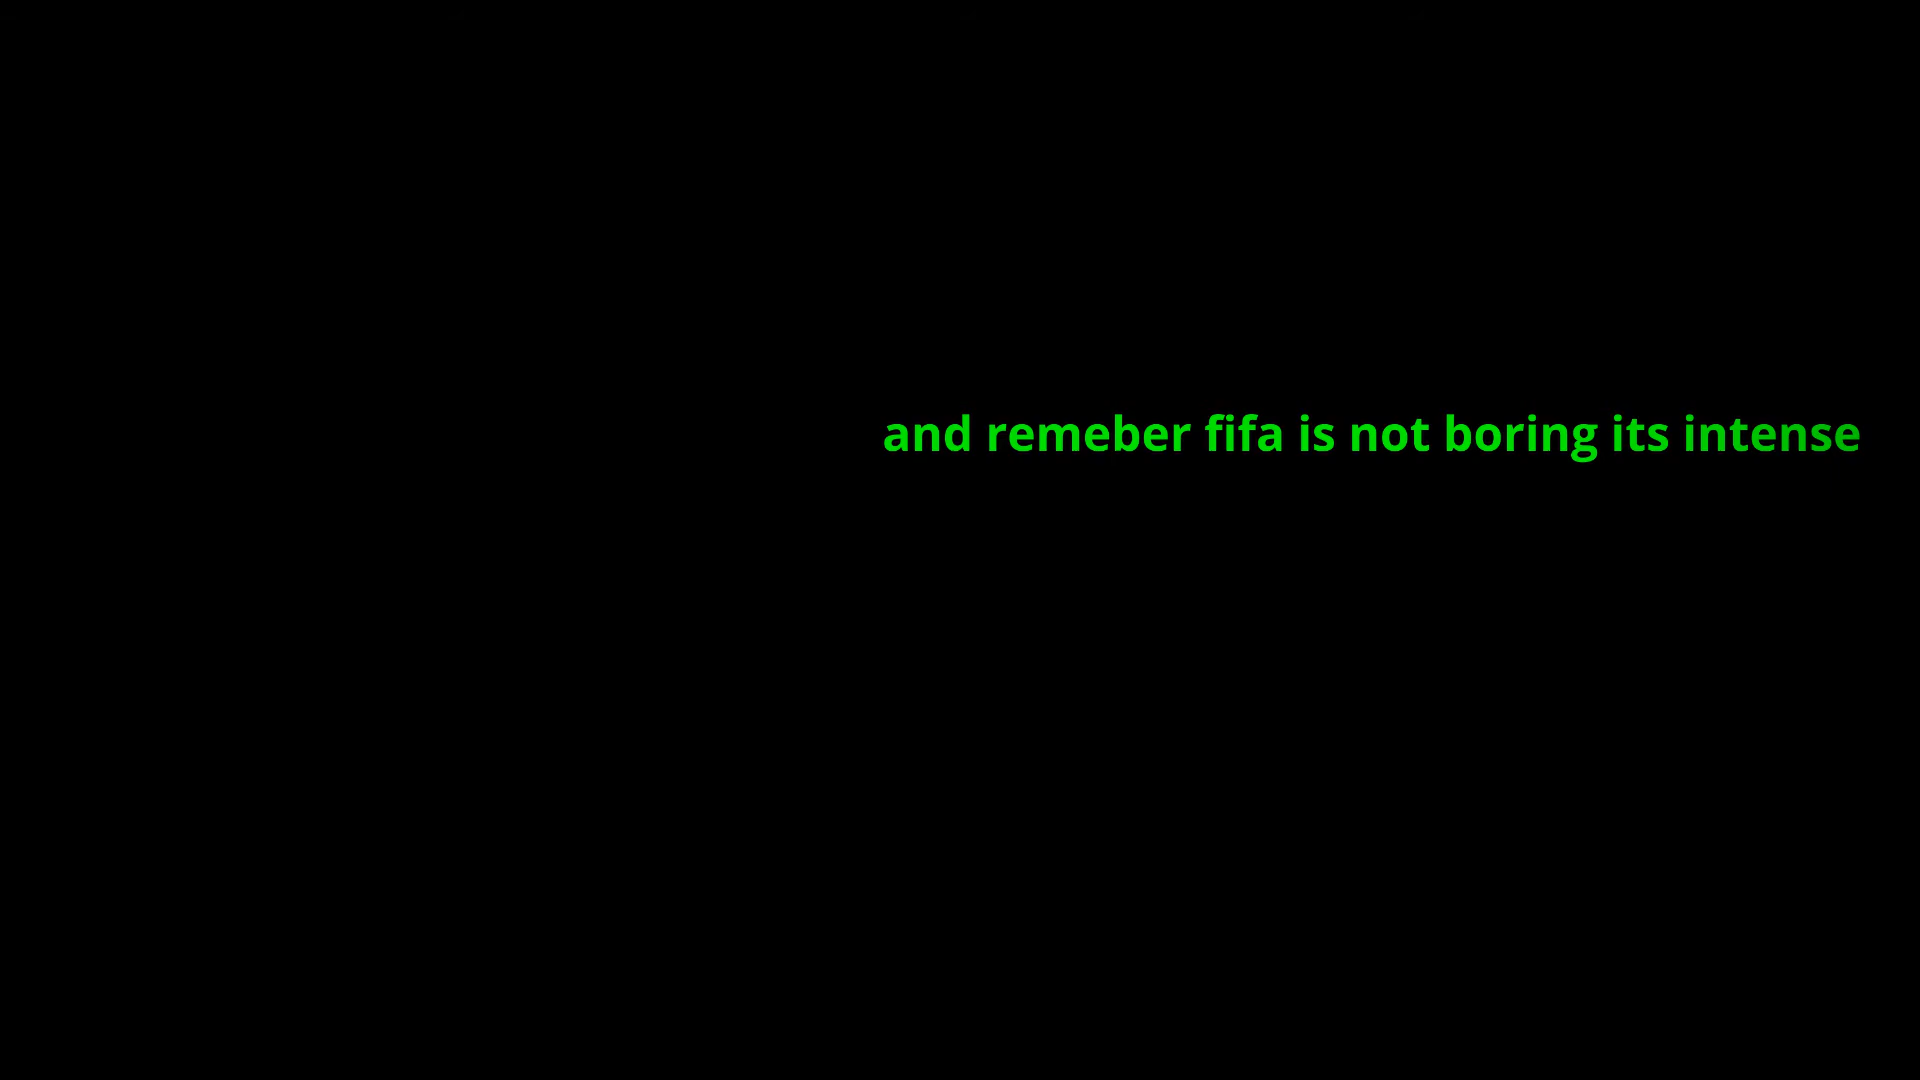 and remeber fifa is not boring its intense